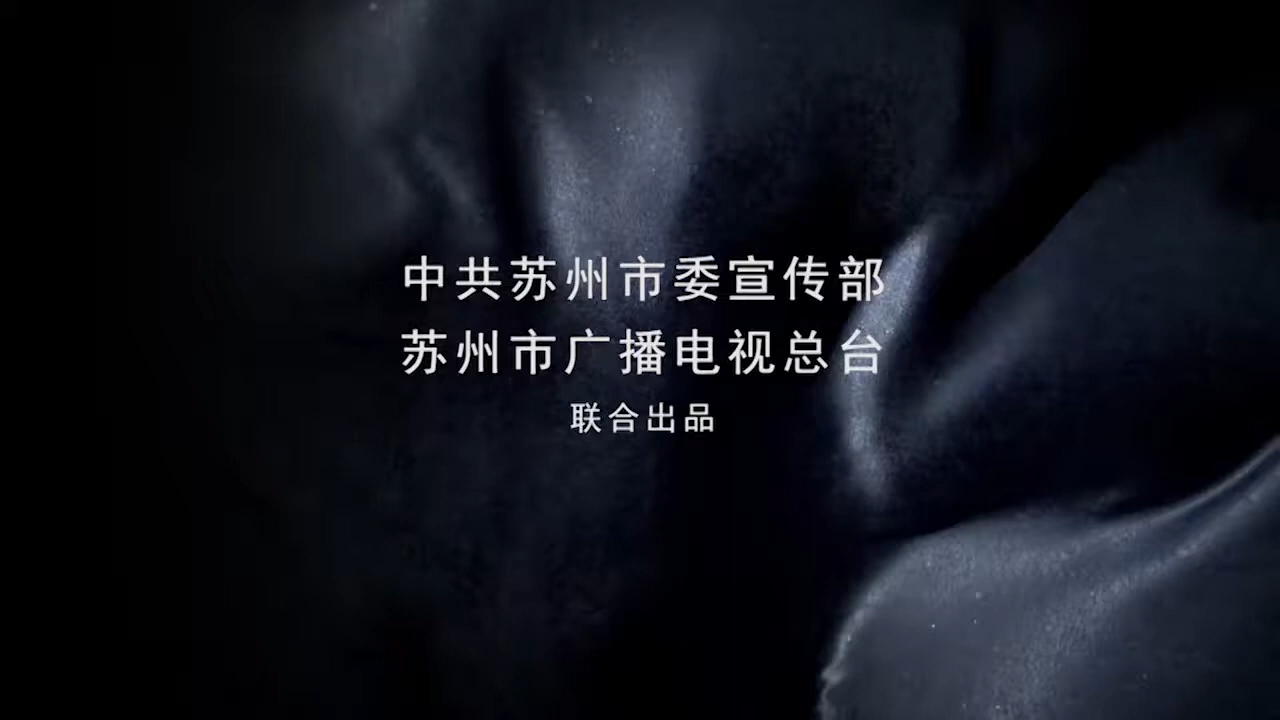 中共苏州市委宣传部
苏州市广播电视总台
联合出品